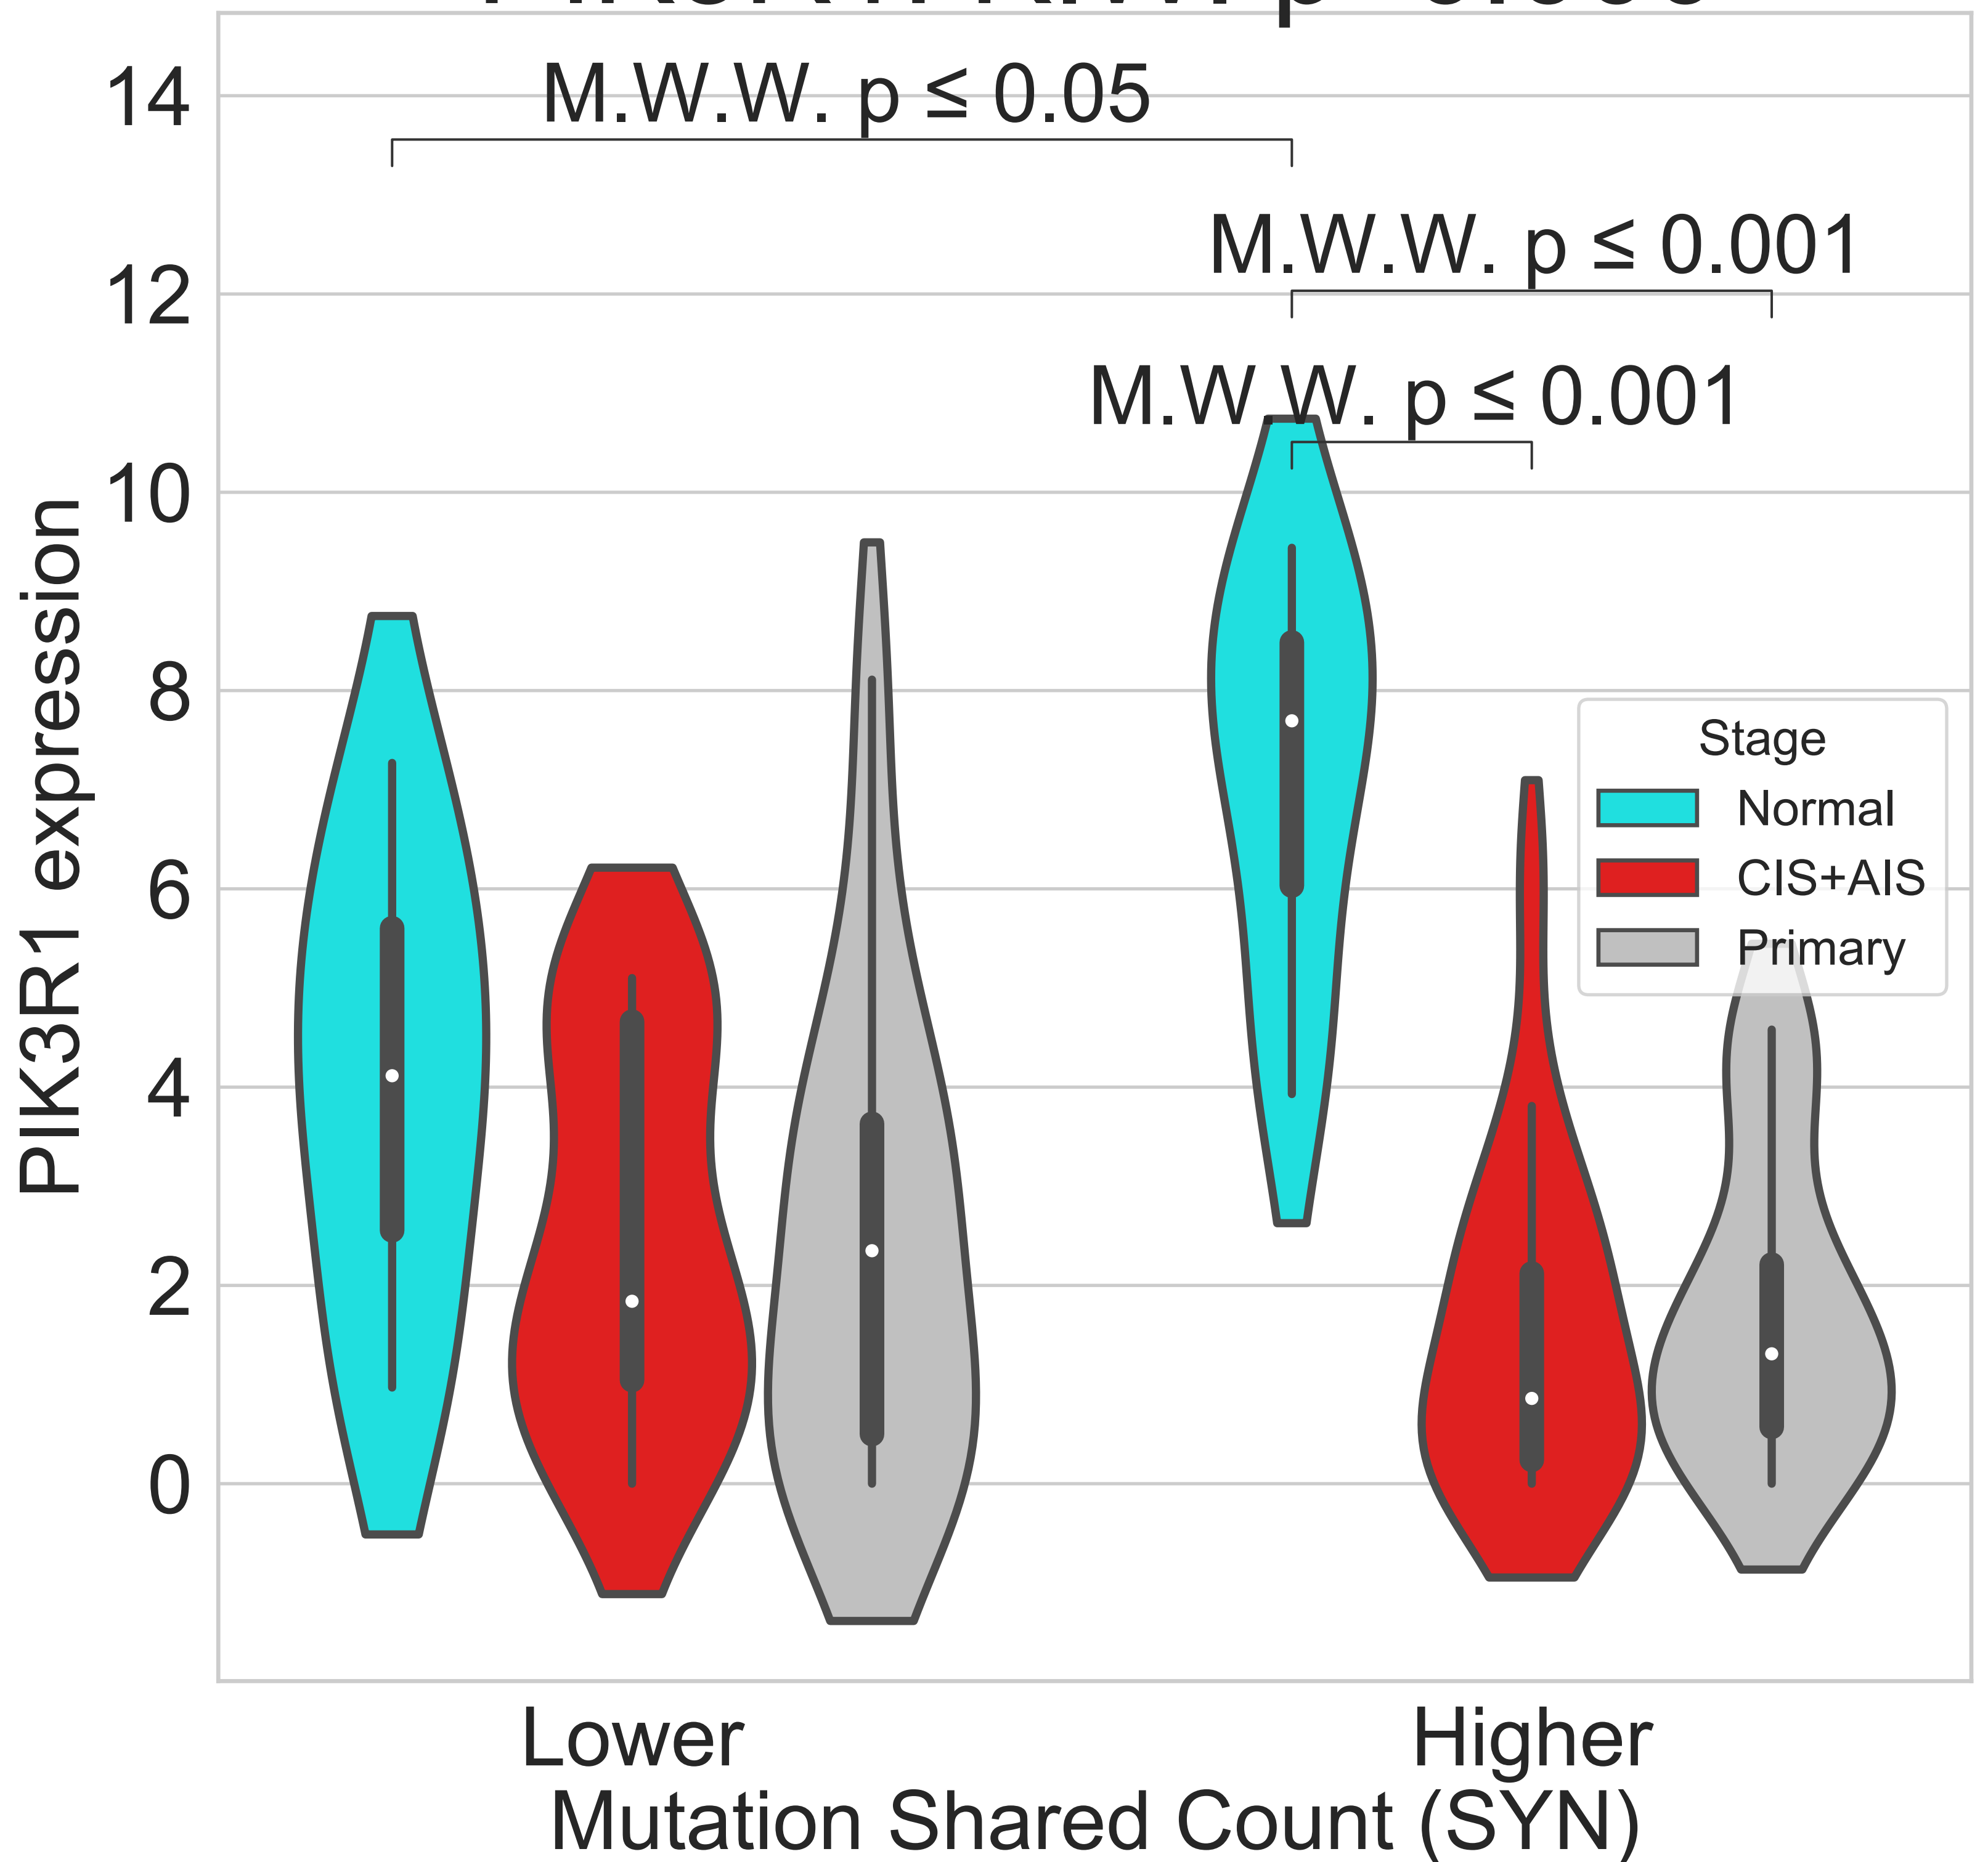 M.W.W. p ≤ 0.05
M.W.W. p ≤ 0.001
M.W.W. p ≤ 0.001
14
12
10
8
6
4
2
0
PIK3R1 expression
Stage
Normal
CIS+AIS
Primary
Lower
Higher
Mutation Shared Count (SYN)